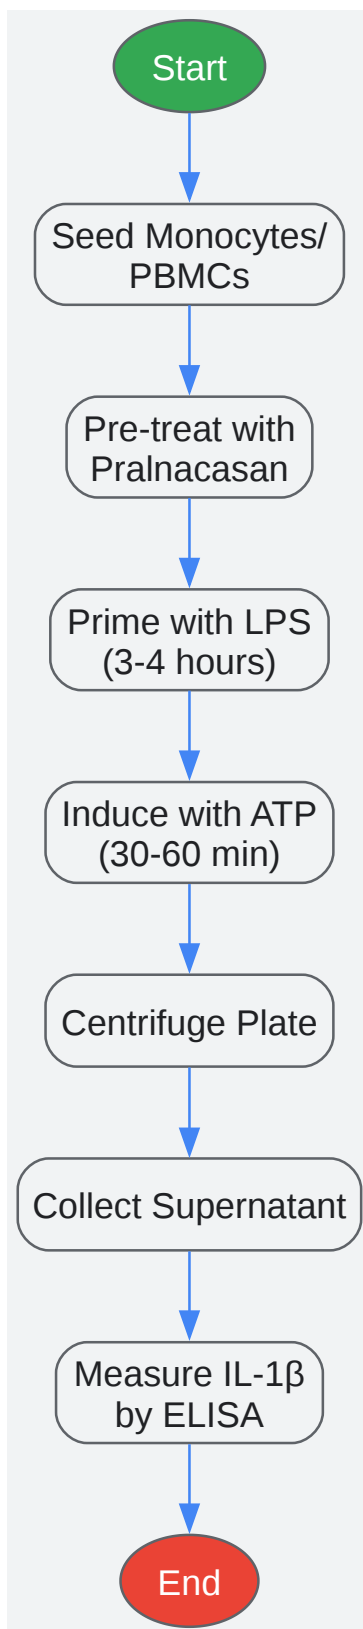 Start
Seed Monocytes/
PBMCs
Pre-treat with
Pralnacasan
Prime with LPS
(3-4 hours)
Induce with ATP
(30-60 min)
Centrifuge Plate
Collect Supernatant
Measure IL-1β
by ELISA
End